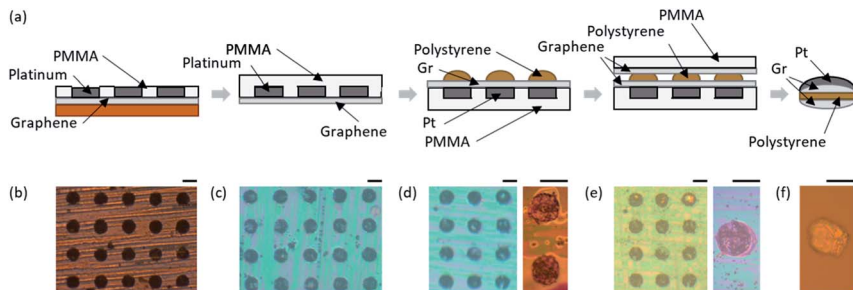 (a)
PMMA
Platinum
Graphene
PMMA
Platinum
Graphene
Polystyrene
Gr
Pt
PMMA
PMMA
Polystyrene
Graphene
Pt
Gr
Polystyrene
(b)
(c)
(d)
(e)
(f)